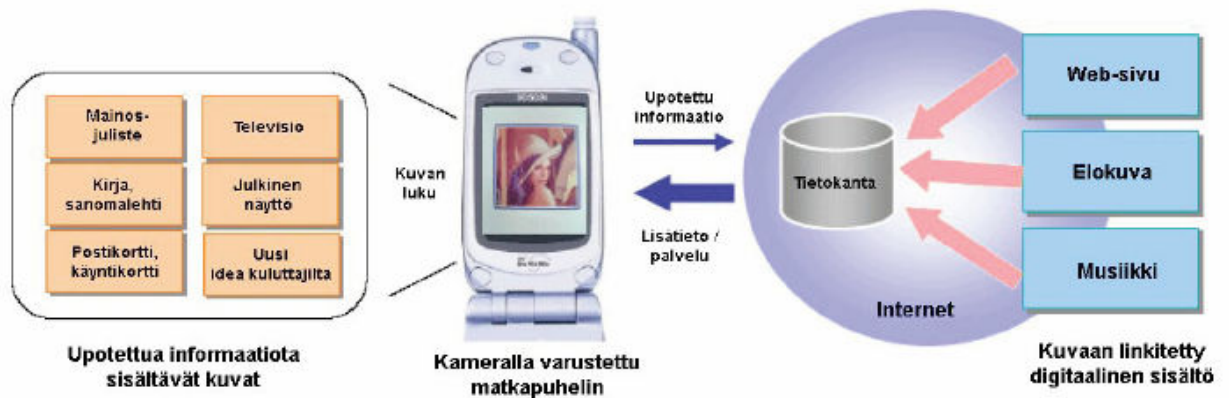 Mainos-
juliste
Televisio
Kirja,
sanomalehti
Julkinen
näyttö
Postikortti,
käyntikortti
Uusi
idea kuluttajilta
Upotettua informaatiota
sisältävät kuvat
Kuvan
luku
Kameralla varustettu
matkapuhelin
Upotettu
informaatio
Lisätieto /
palvelu
Tietokanta
Internet
Web-sivu
Elokuva
Musiikki
Kuvaan linkitetty
digitaalinen sisältö